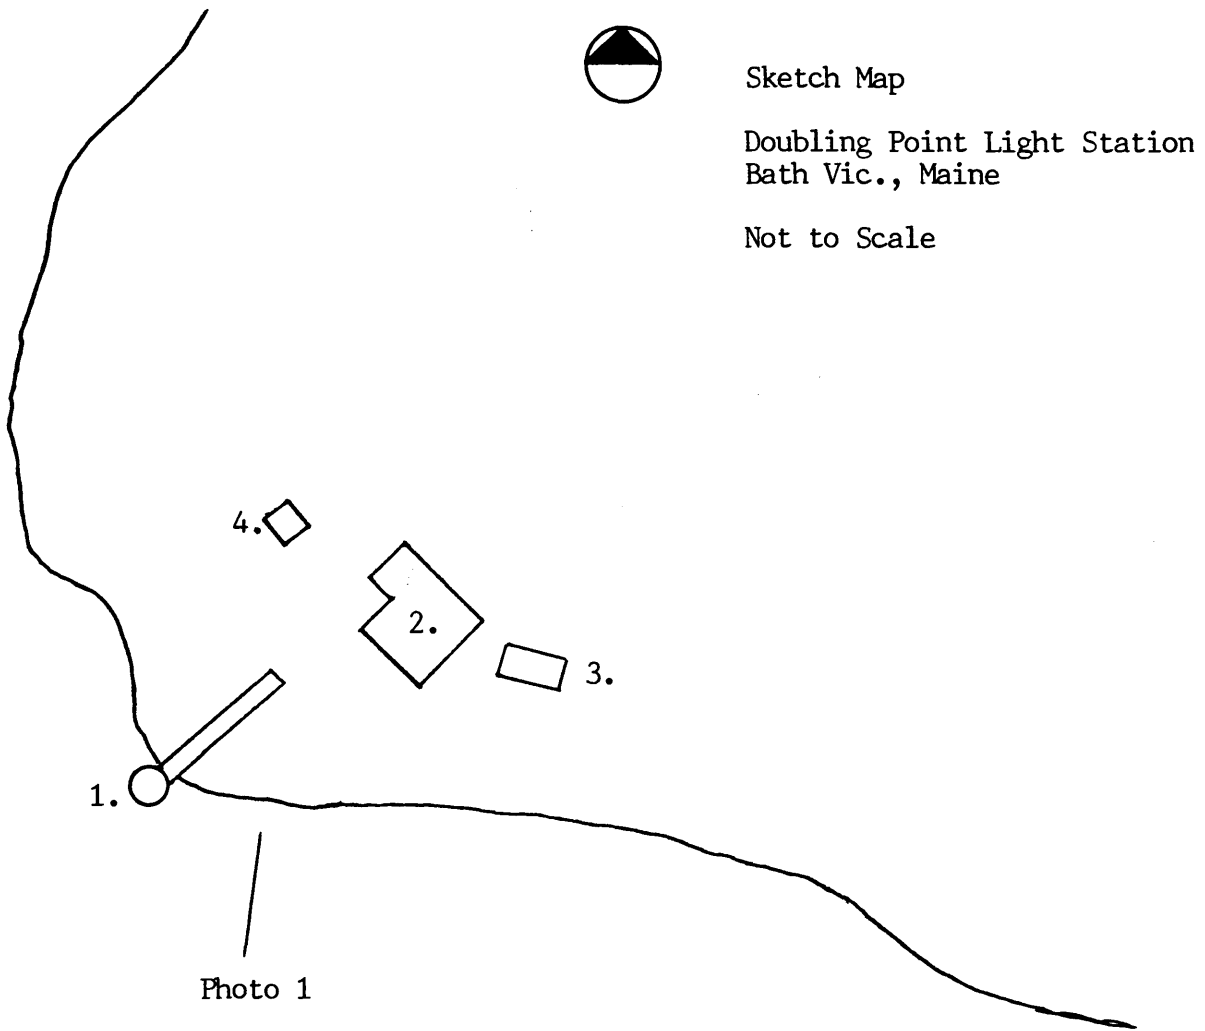 Sketch Map
Doubling Point Light Station
Bath Vic., Maine
Not to Scale
4.
2.
3.
1.
Photo 1